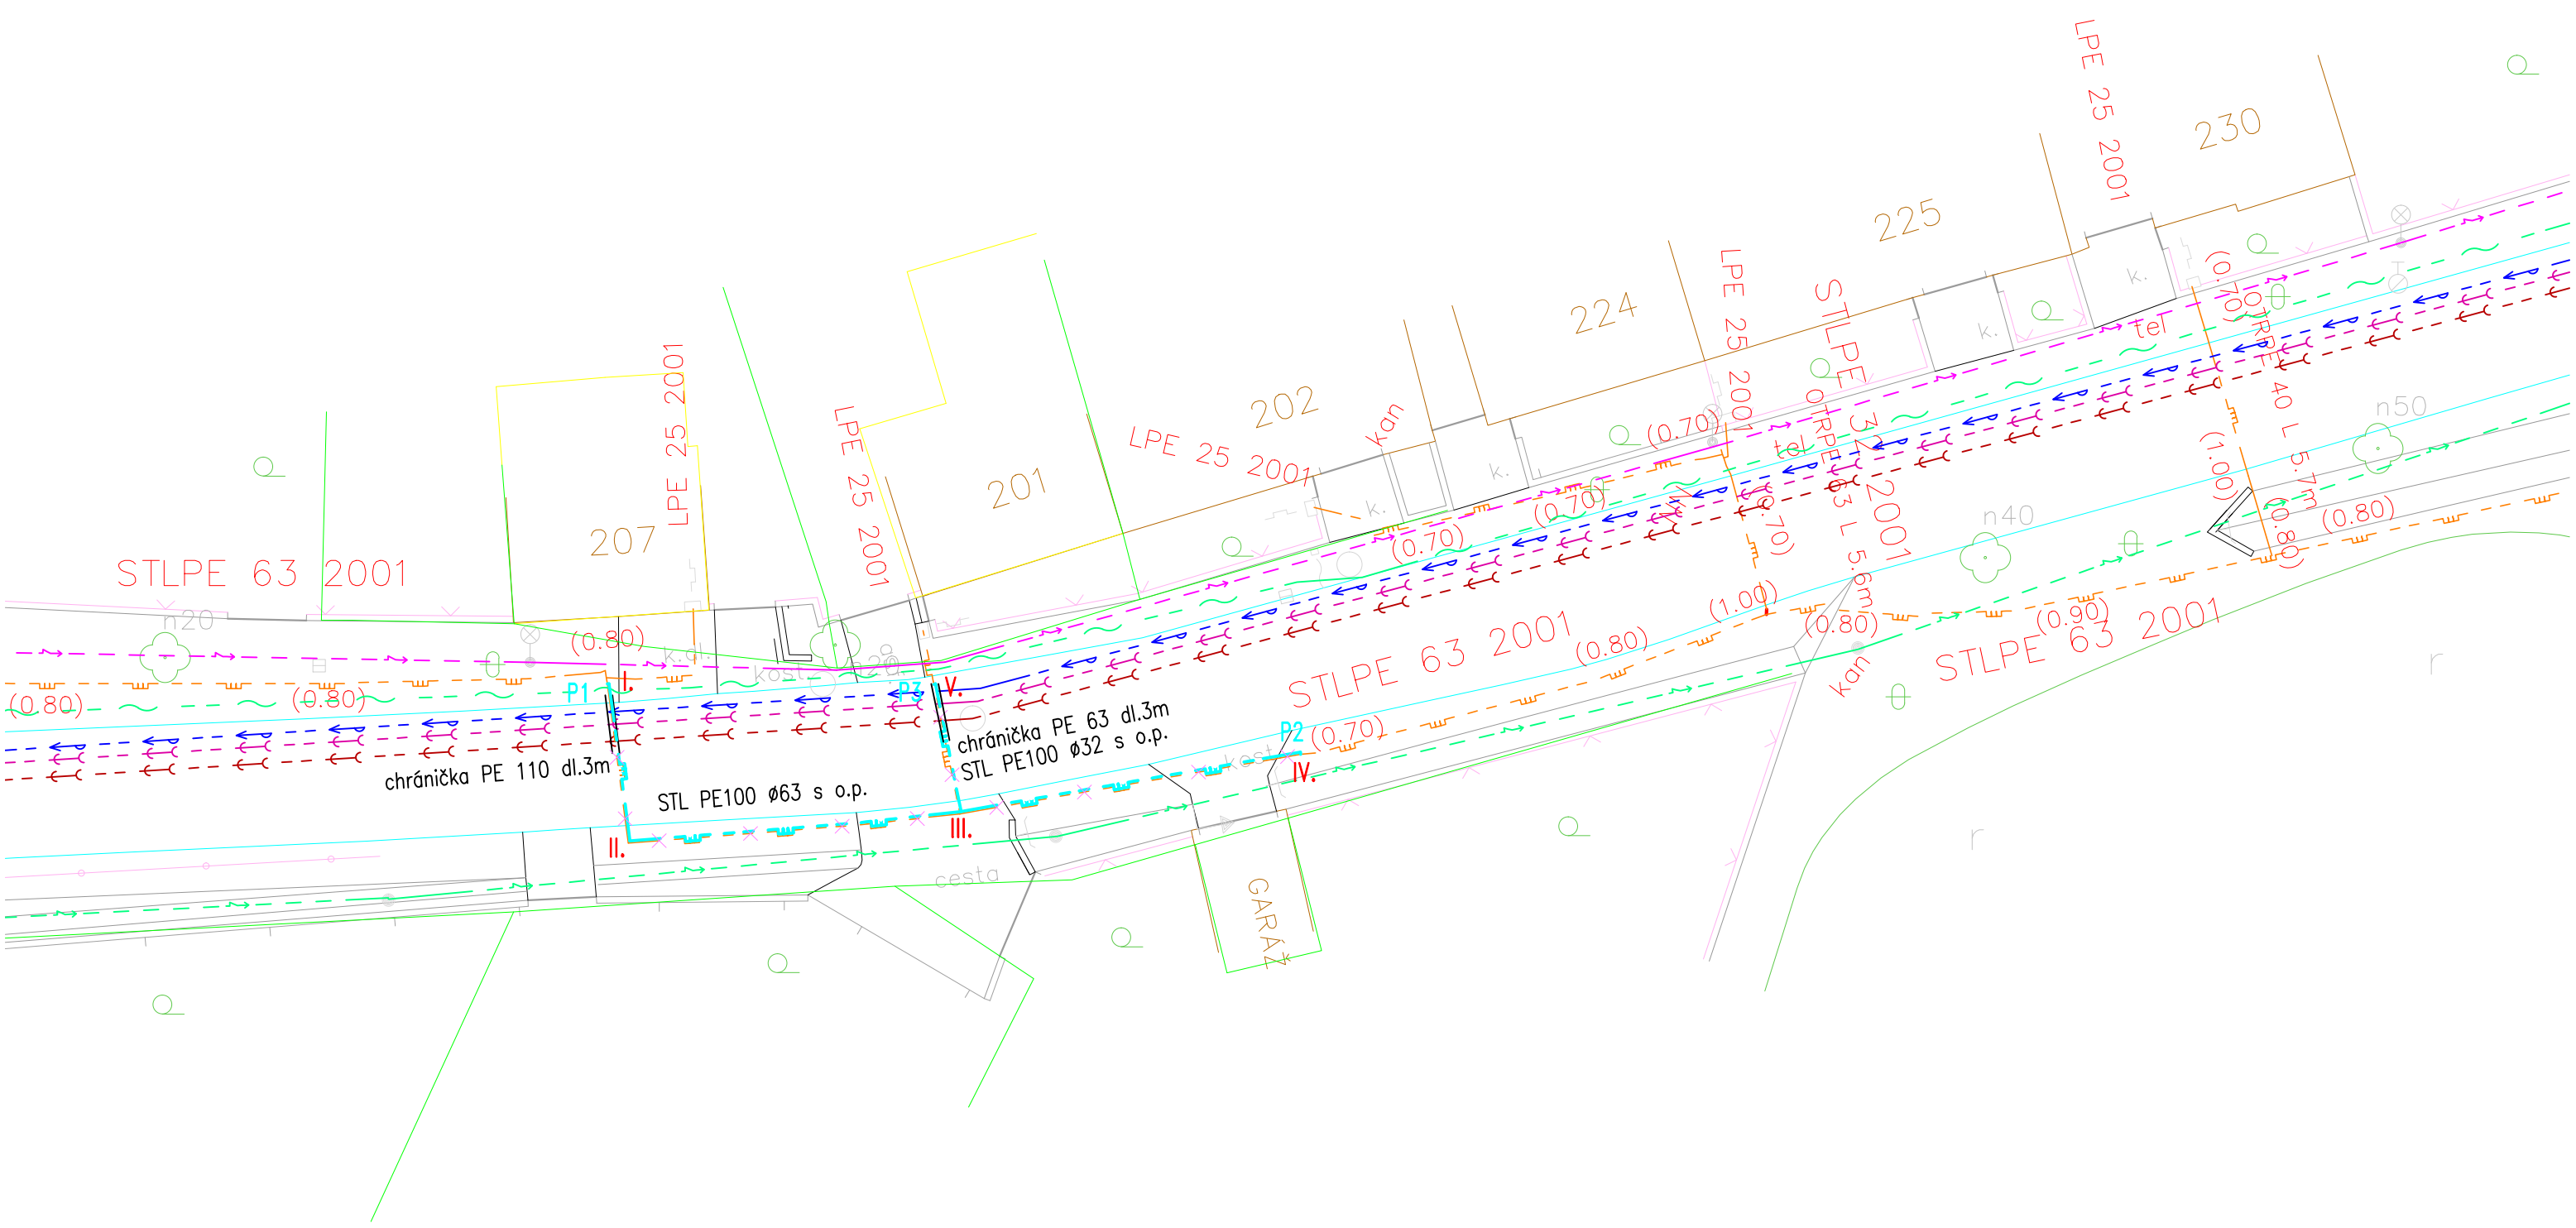 LPE 25 2001
230
225
(0.70)
OTRPE 40 L 5.7m
k.
tel
LPE 25 2001
STLPE 32 2001
OTRPE 63 L 5.6m
224
k.
202
kan
LPE 25 2001
k.
k.
(0.70)
tel
(0.70)
(0.70)
(0.70)
n50
n40
(1.00)
(0.80)
(0.80)
201
LPE 25 2001
LPE 25 2001
207
STLPE 63 2001
n20
(0.80)
k.dl.
kost.
(0.80)
(0.80)
P1
I.
P3
V.
chránička PE 63 dl.3m
STL PE100 ø32 s o.p.
chránička PE 110 dl.3m
STL PE100 ø63 s o.p.
II.
III.
P2
IV.
kost.
(0.70)
STLPE 63 2001
(0.80)
(1.00)
(0.80)
(0.90)
kan
STLPE 63 2001
r
r
cesta
GARÁŽ